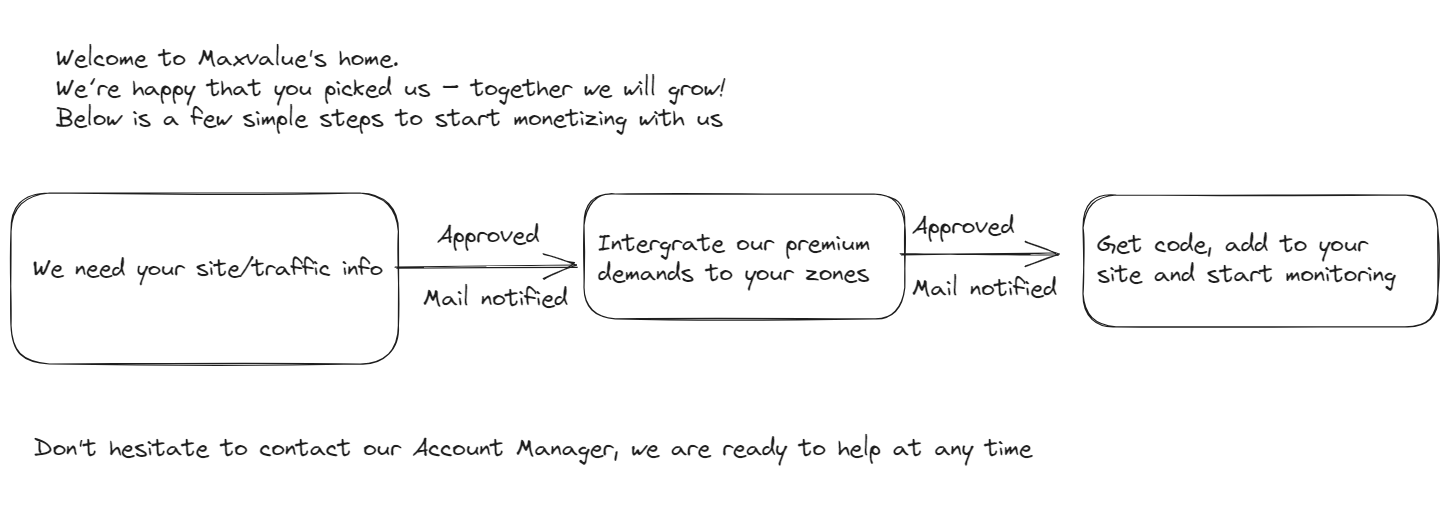 Welcome to Maxvalue's home.
We're happy that you picked us – together we will grow!
Below is a few simple steps to start monetizing with us
We need your site/traffic info
Approved
Mail notified
Intergrate our premium
demands to your zones
Approved
Mail notified
Get code, add to your
site and start monitoring
Don't hesitate to contact our Account Manager, we are ready to help at any time